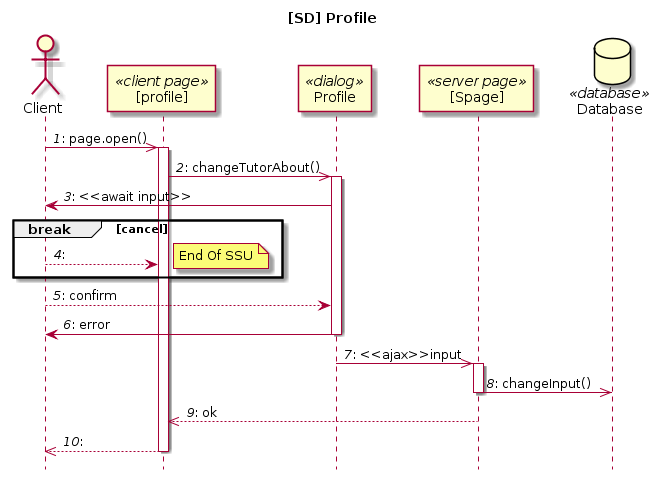 [SD] Profile
Client
«client page»
[profile]
«dialog»
Profile
«server page»
[Spage]
«database»
Database
1: page.open()
2: changeTutorAbout()
3: <<await input>>
break [cancel]
4:
End Of SSU
5: confirm
6: error
7: <<ajax>>input
8: changeInput()
9: ok
10: